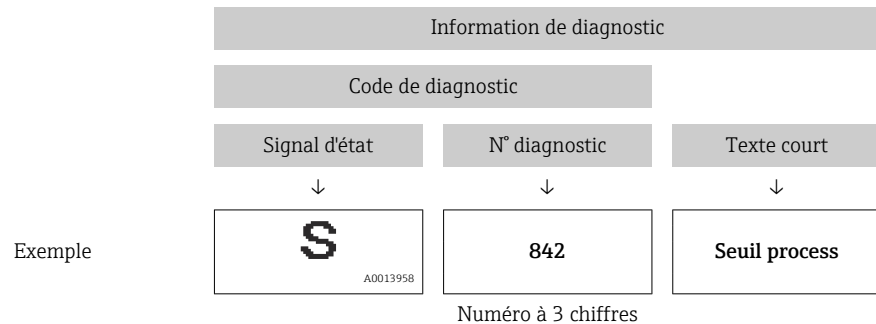 Information de diagnostic
Code de diagnostic
Signal d'état N° diagnostic Texte court
↓ ↓ ↓
Exemple S 842 Seuil process
A0013958
Numéro à 3 chiffres